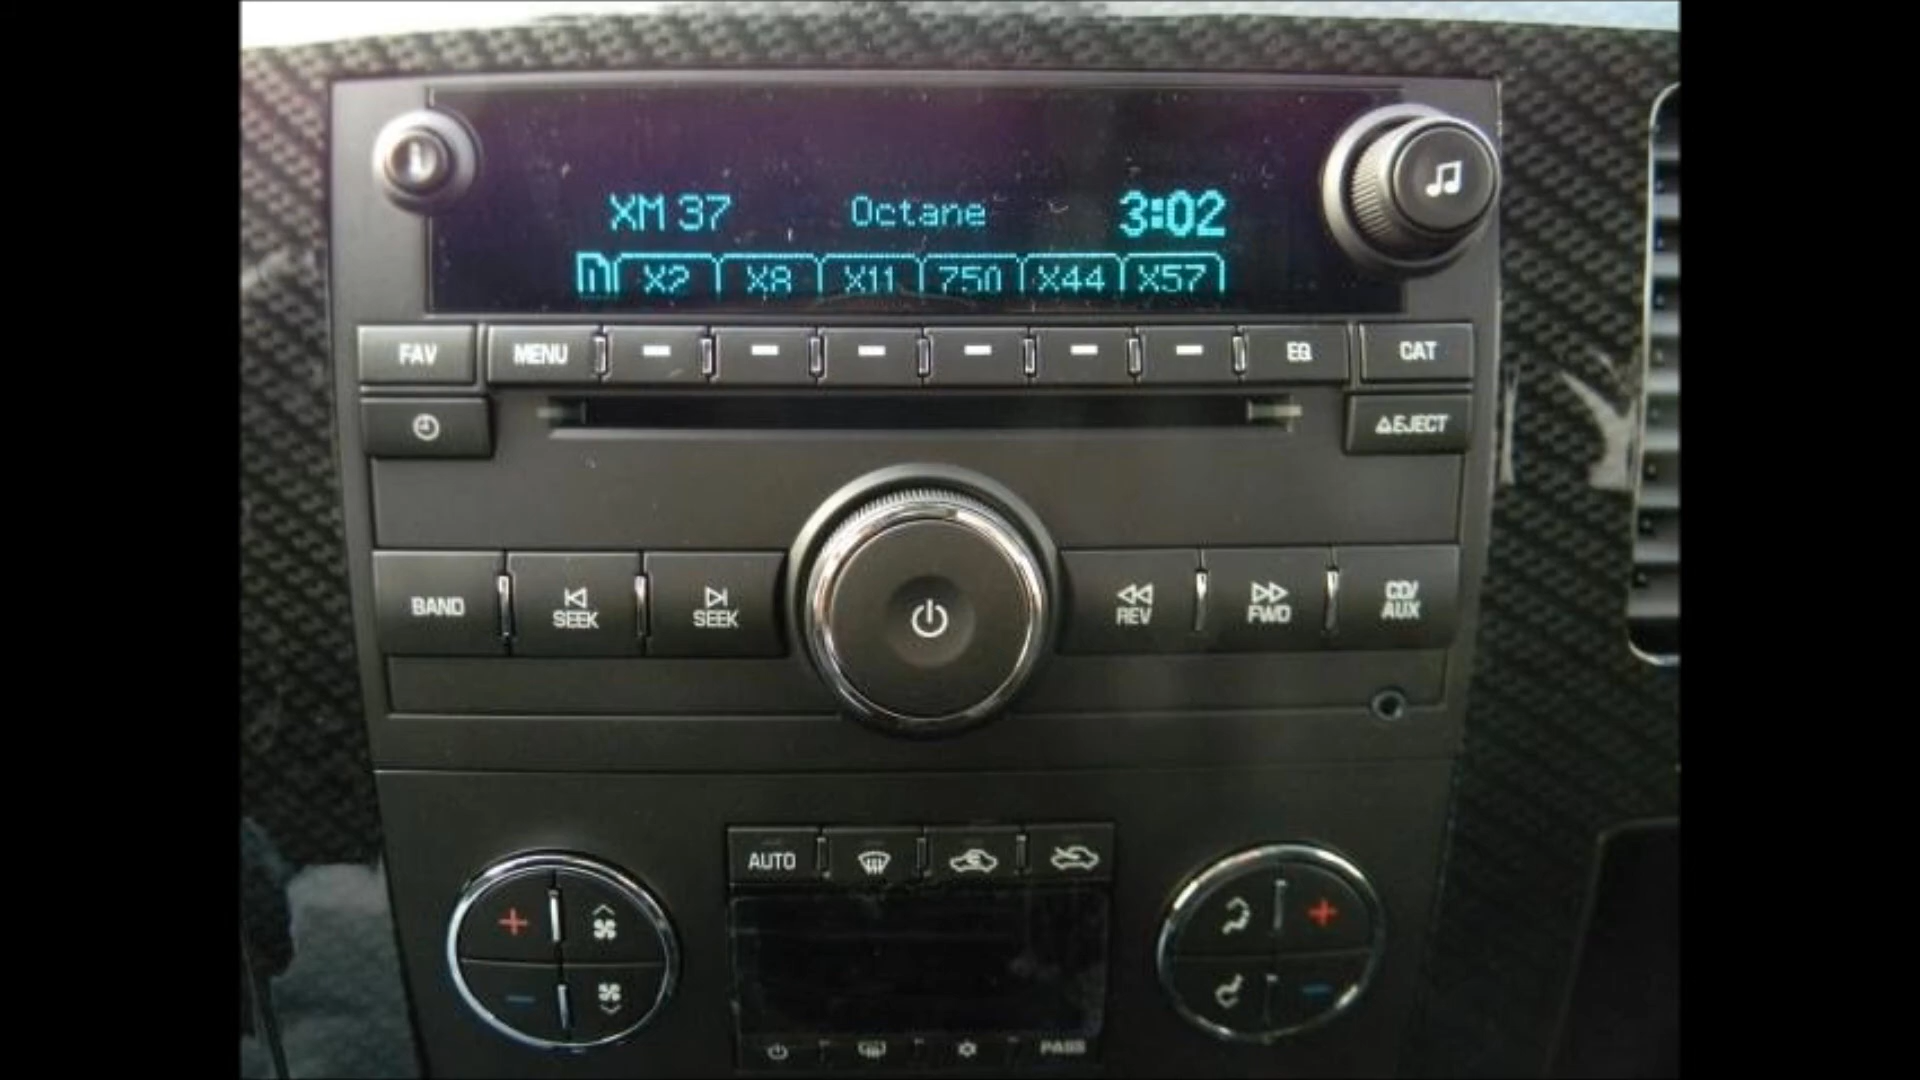 XM 37 Octane 3:02
X2 X8 X11 750 X44 X57
FAV MENU EQ CAT
EJECT
BAND SEEK SEEK REV FWD CD/
AUX
AUTO
PASS